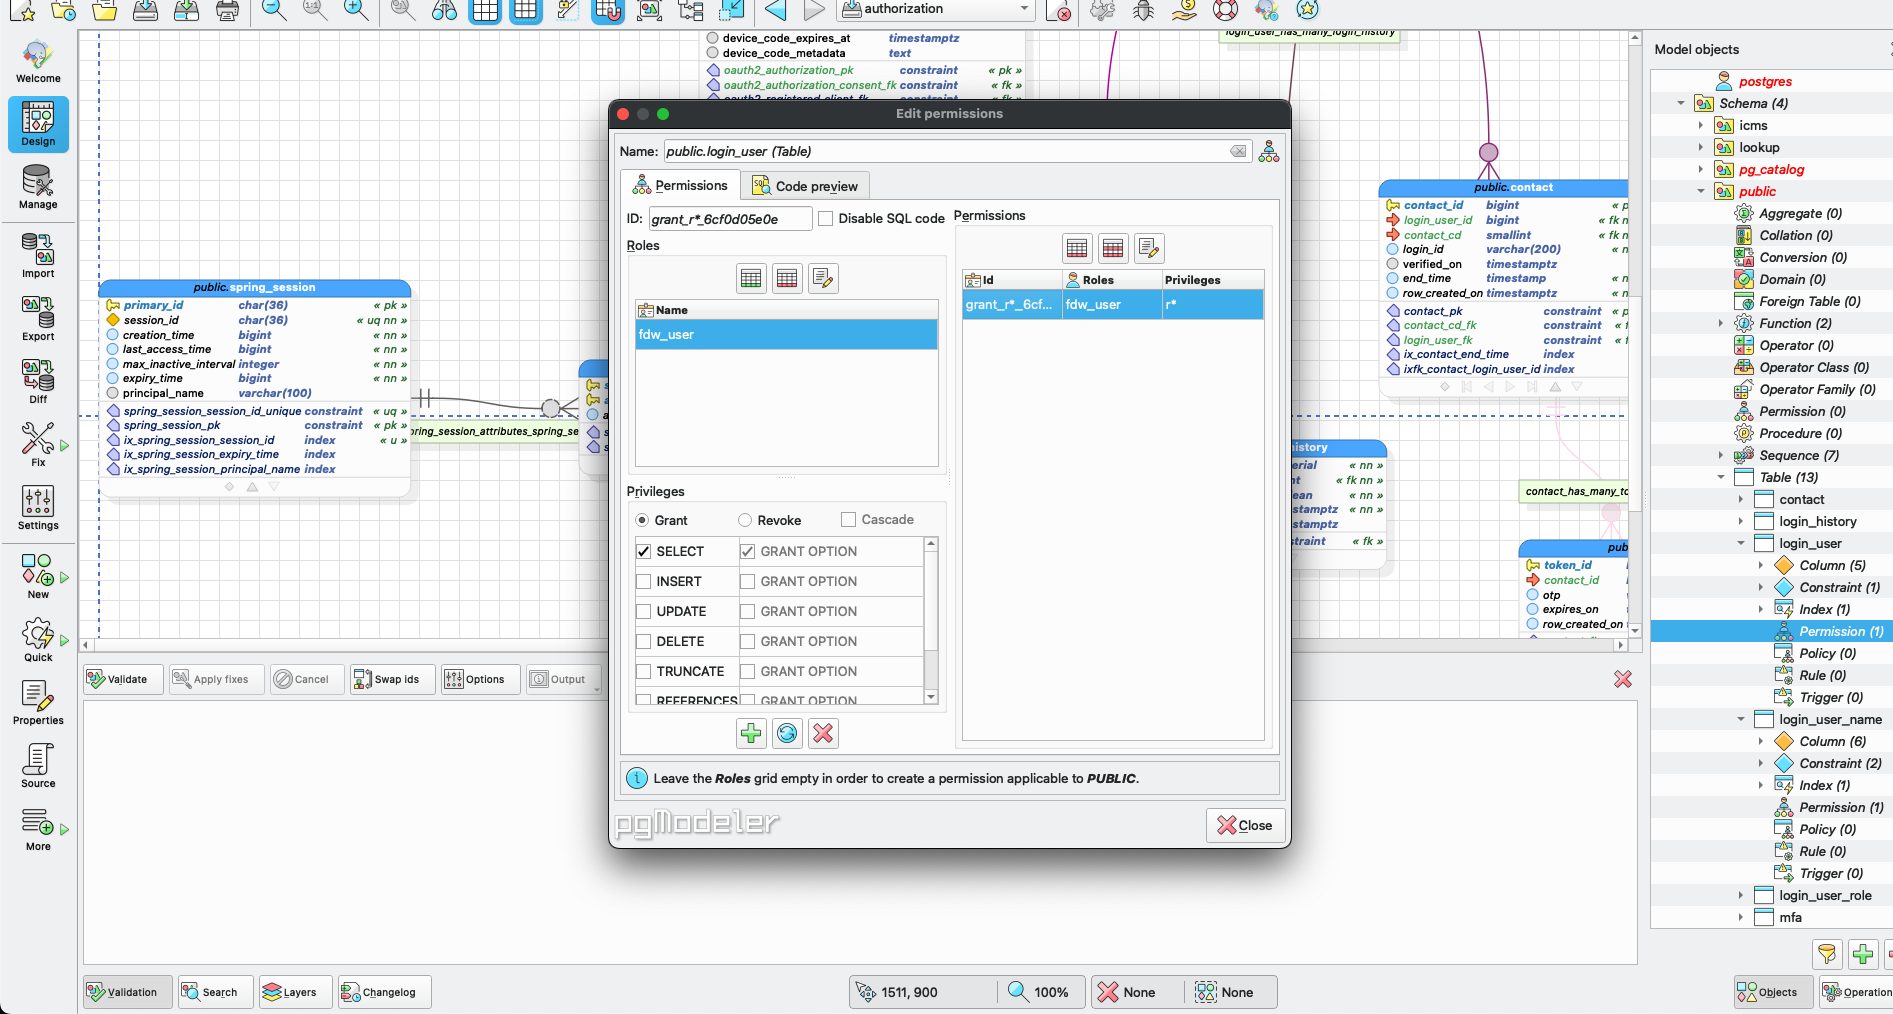 authorization
Welcome
Design
Manage
Import
Export
Diff
Fix
Settings
New
Quick
Properties
Source
More
device_code_expires_at timestamptz
device_code_metadata text
oauth2_authorization_pk constraint « pk »
oauth2_authorization_consent_fk constraint « fk »
oauth2_registered_client_fk constraint « fk »
login_user_has_many_login_history
public.spring_session
primary_id char(36) « pk »
session_id char(36) « uq nn »
creation_time bigint « nn »
last_access_time bigint « nn »
max_inactive_interval integer « nn »
expiry_time bigint « nn »
principal_name varchar(100)
spring_session_session_id_unique constraint « uq »
spring_session_pk constraint « pk »
ix_spring_session_session_id index « u »
ix_spring_session_expiry_time index
ix_spring_session_principal_name index
pring_session_attributes_spring_se
Edit permissions
Name: public.login_user (Table)
Permissions
Code preview
ID: grant_r*_6cf0d05e0e
Disable SQL code
Permissions
Roles
Name
fdw_user
Id Roles Privileges
grant_r*_6cf... fdw_user r*
Privileges
Grant Revoke Cascade
SELECT GRANT OPTION
INSERT GRANT OPTION
UPDATE GRANT OPTION
DELETE GRANT OPTION
TRUNCATE GRANT OPTION
REFERENCES GRANT OPTION
Leave the Roles grid empty in order to create a permission applicable to PUBLIC.
pgModeler
Close
public.contact
contact_id bigint « p
login_user_id bigint « fk n
contact_cd smallint « fk n
login_id varchar(200) « n
verified_on timestamptz
end_time timestamp « n
row_created_on timestamptz « n
contact_pk constraint « p
contact_cd_fk constraint « f
login_user_fk constraint « f
ix_contact_end_time index
ixfk_contact_login_user_id index
history
erial « nn »
nt « fk nn »
ean « nn »
stamptz « nn »
stamptz
traint « fk »
contact_has_many_to
pub
token_id
contact_id
otp
expires_on
row_created_on
Validate
Apply fixes
Cancel
Swap ids
Options
Output
Validation
Search
Layers
Changelog
1511, 900
100%
None
None
Model objects
postgres
Schema (4)
icms
lookup
pg_catalog
public
Aggregate (0)
Collation (0)
Conversion (0)
Domain (0)
Foreign Table (0)
Function (2)
Operator (0)
Operator Class (0)
Operator Family (0)
Permission (0)
Procedure (0)
Sequence (7)
Table (13)
contact
login_history
login_user
Column (5)
Constraint (1)
Index (1)
Permission (1)
Policy (0)
Rule (0)
Trigger (0)
login_user_name
Column (6)
Constraint (2)
Index (1)
Permission (1)
Policy (0)
Rule (0)
Trigger (0)
login_user_role
mfa
Objects
Operation